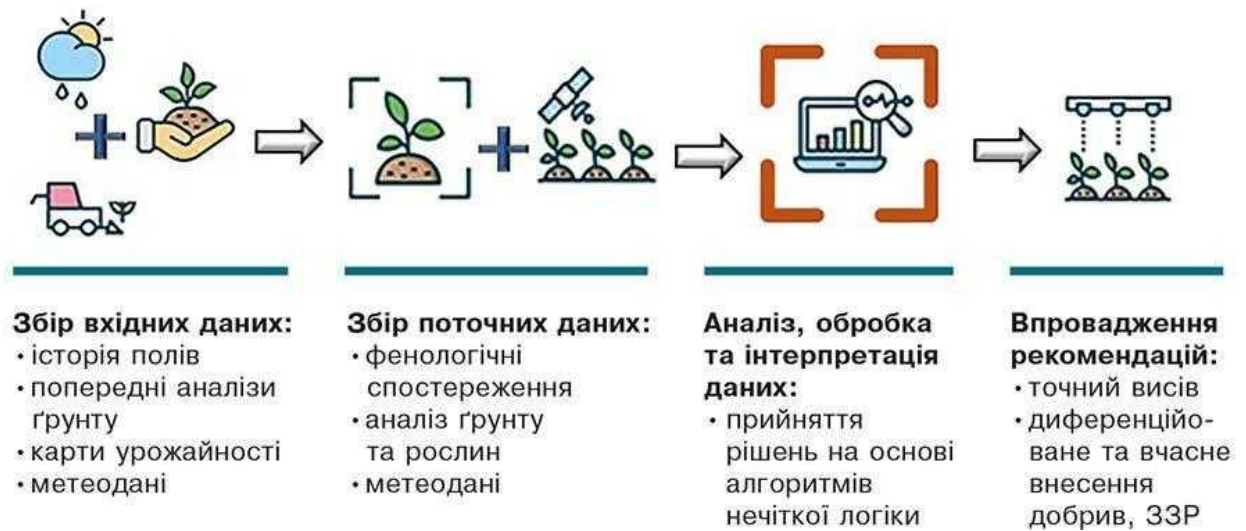 Збір вхідних даних:
• історія полів
• попередні аналізи
ґрунту
• карти урожайності
• метеодані
Збір поточних даних:
• фенологічні
спостереження
• аналіз ґрунту
та рослин
• метеодані
Аналіз, обробка
та інтерпретація
даних:
• прийняття
рішень на основі
алгоритмів
нечіткої логіки
Впровадження
рекомендацій:
• точний висів
• диференційо-
ване та вчасне
внесення
добрив, ЗЗР